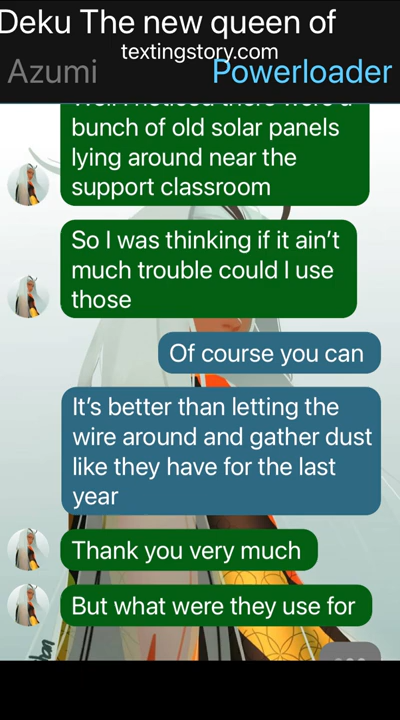 Deku The new queen of
textingstory.com
Azumi Powerloader
bunch of old solar panels
lying around near the
support classroom
So I was thinking if it ain't
much trouble could I use
those
Of course you can
It's better than letting the
wire around and gather dust
like they have for the last
year
Thank you very much
But what were they use for